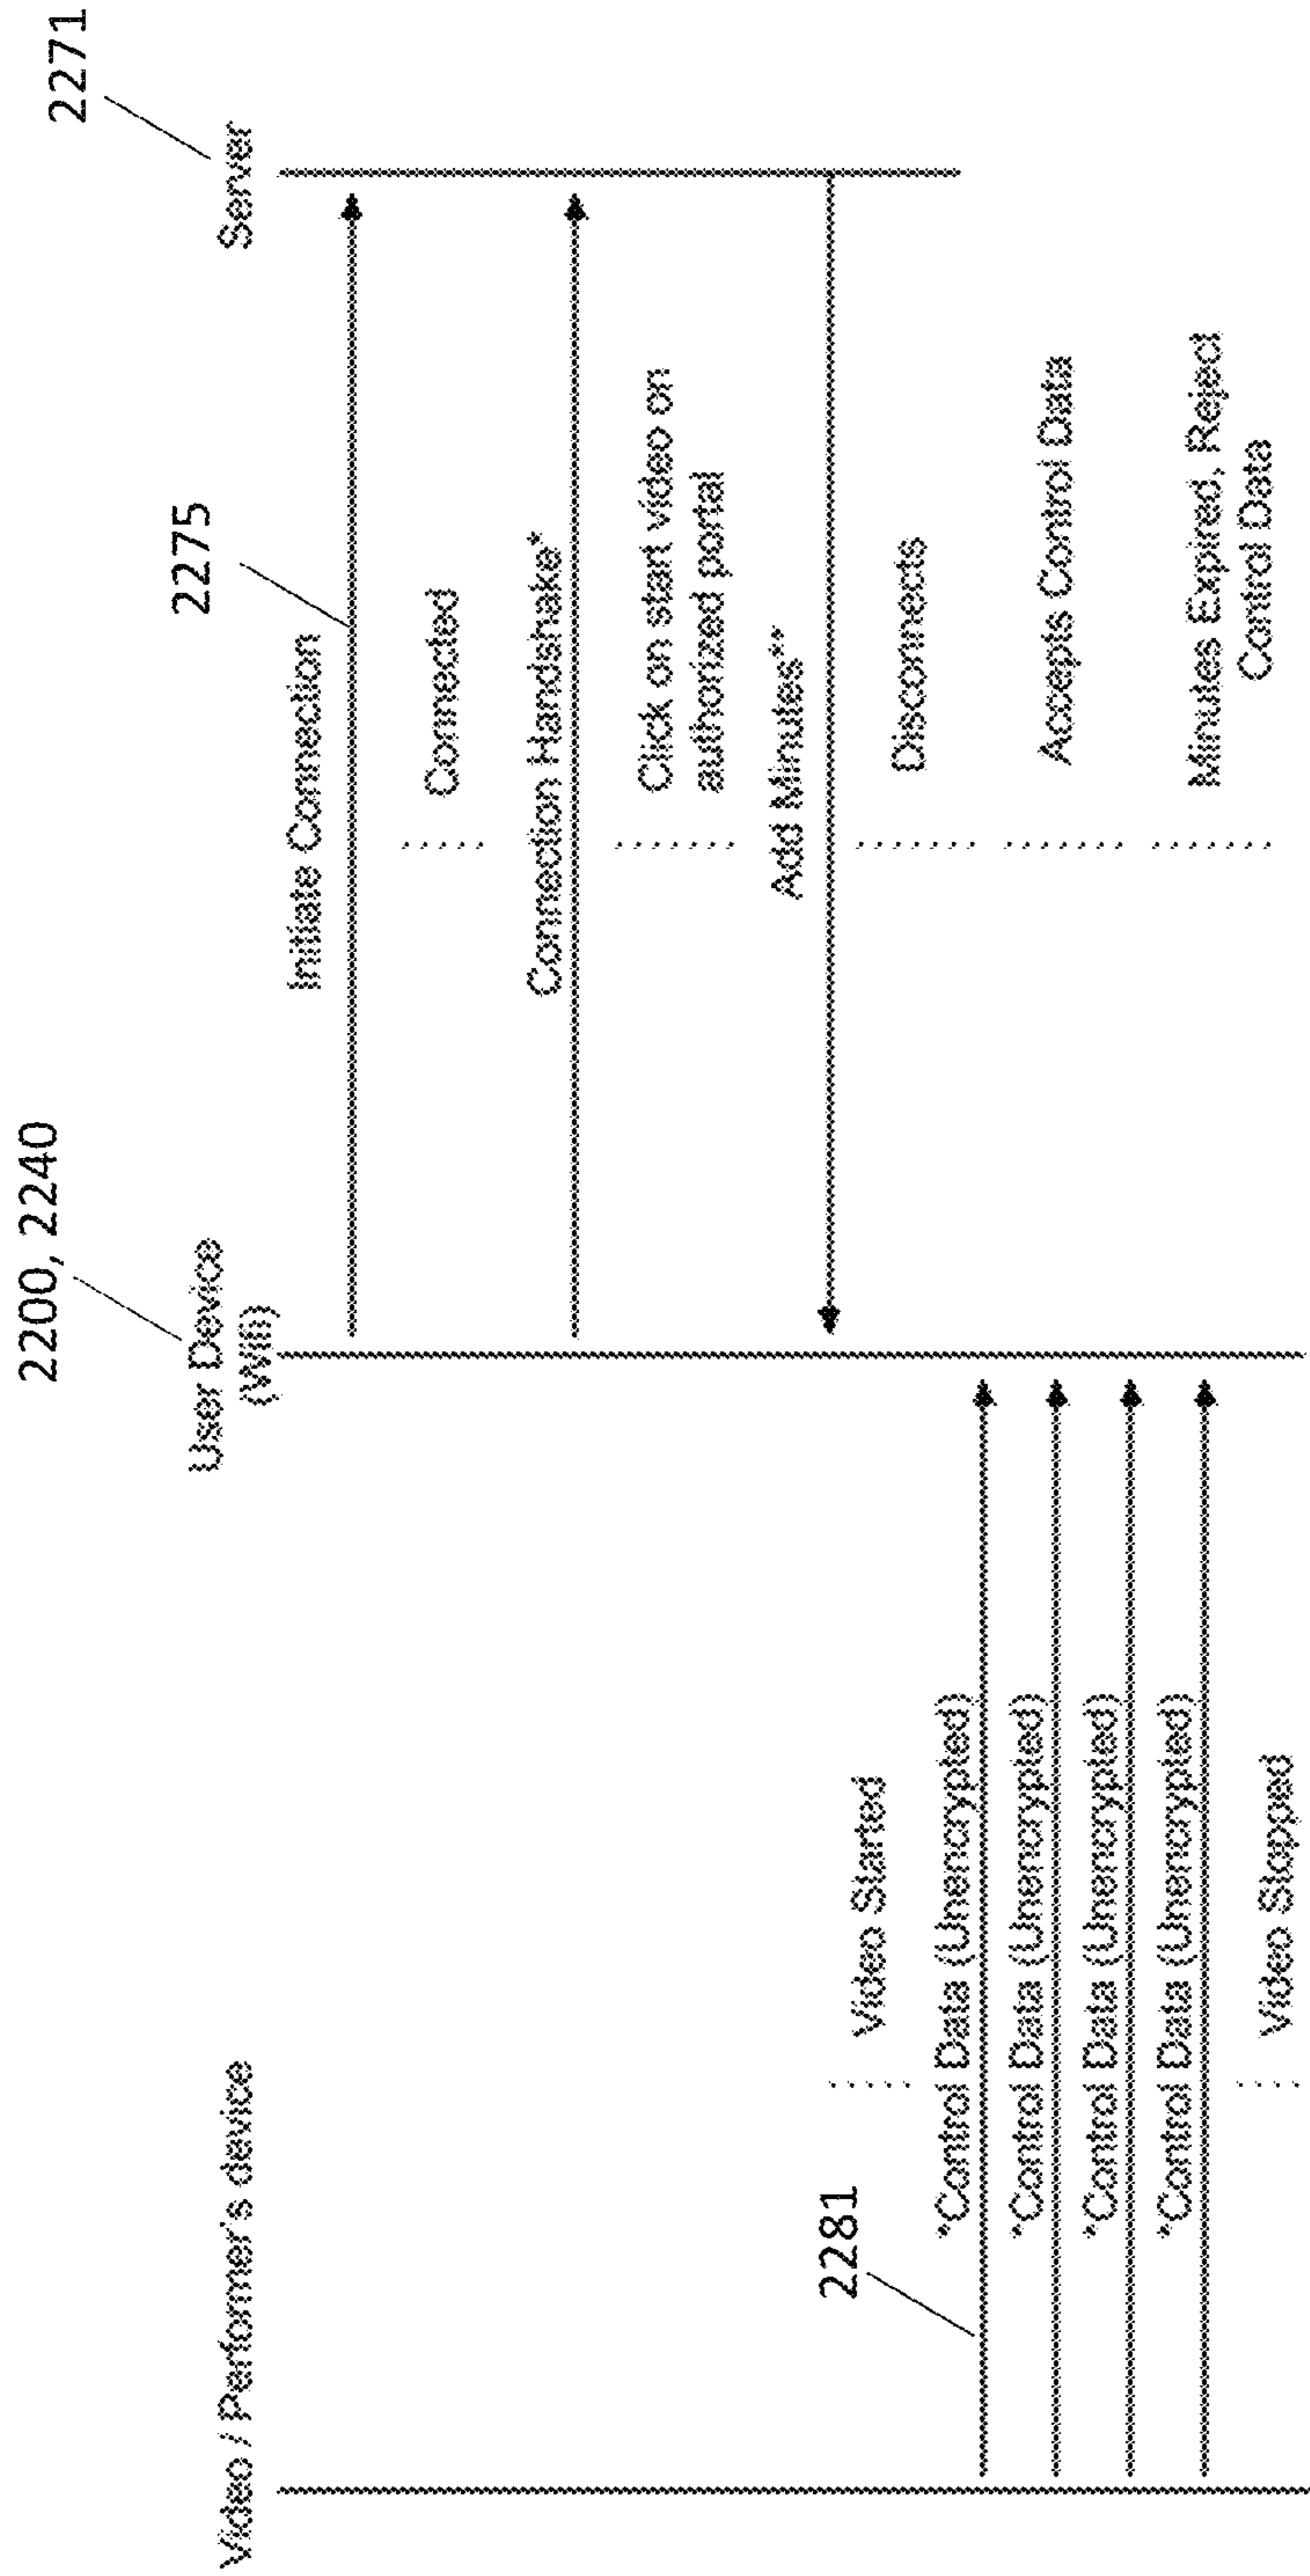 2200, 2240
2271
Video / Performer's device
User Device
(Wifi)
Server
2275
Initiate Connection
Connected
Connection Handshake*
Click on start video on
authorized portal
Add Minutes**
Video Started
Disconnects
2281
*Control Data (Unencrypted)
*Control Data (Unencrypted)
Accepts Control Data
*Control Data (Unencrypted)
*Control Data (Unencrypted)
Minutes Expired, Reject
Control Data
Video Stopped